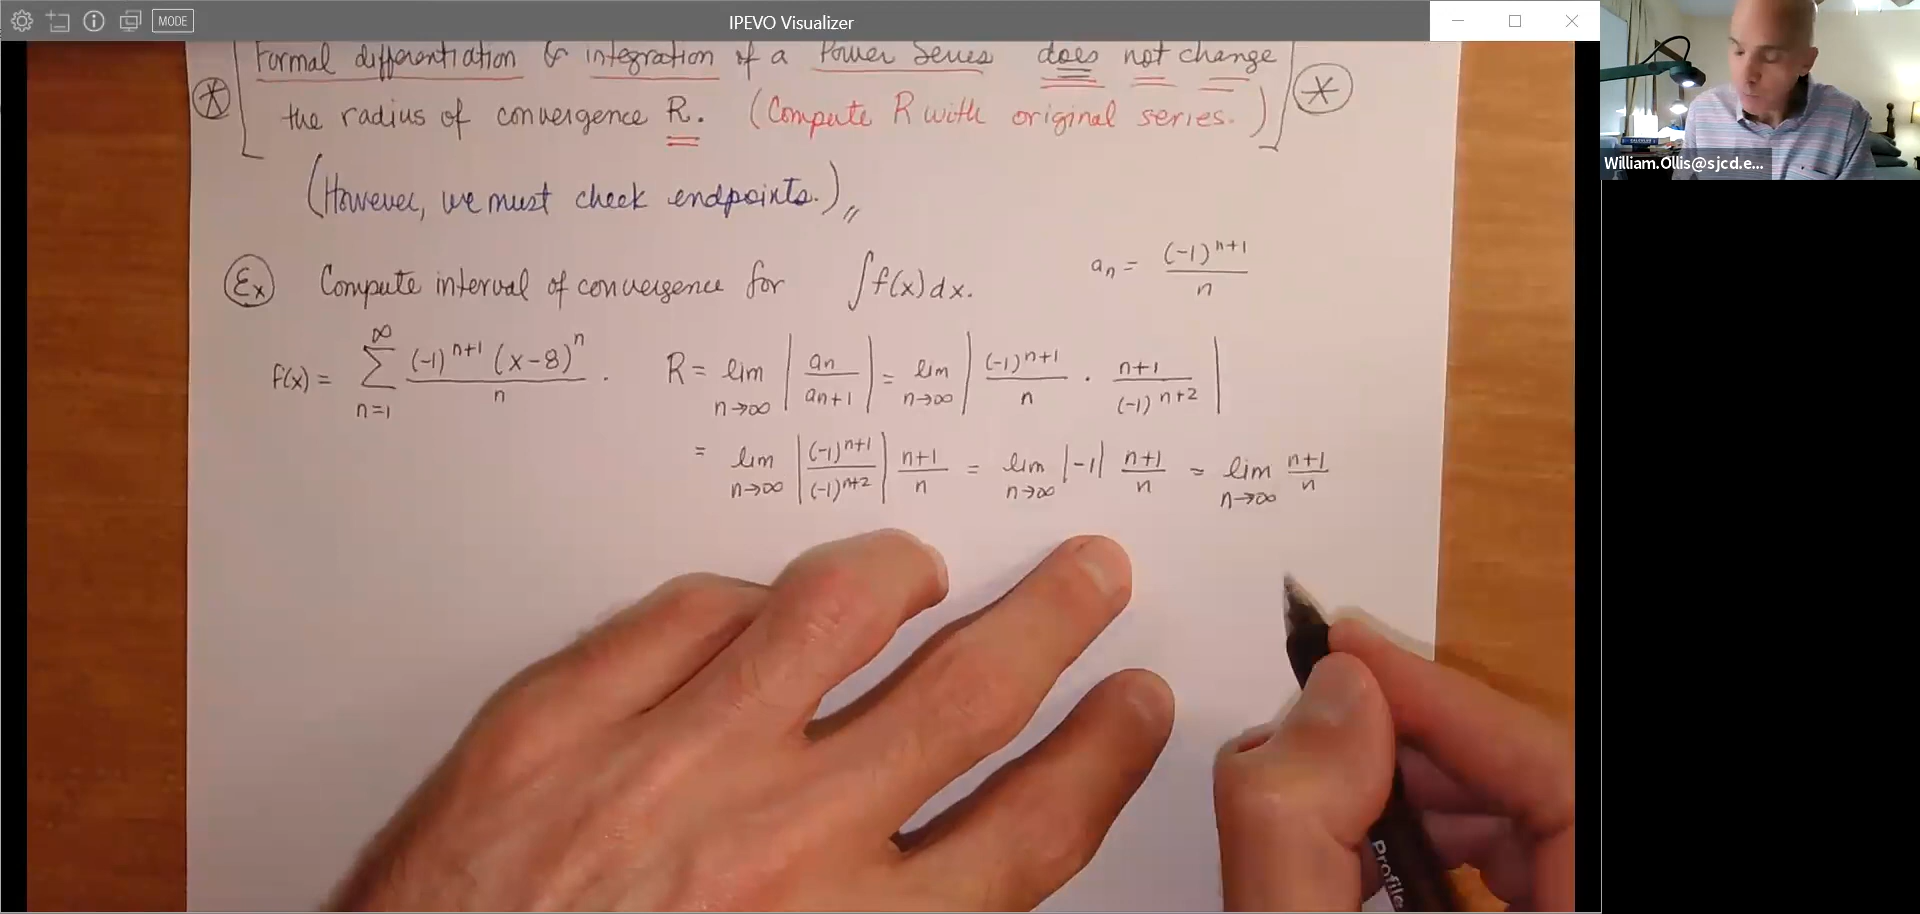 MODE
IPEVO Visualizer
Formal differentiation & integration of a Power Series does not change
the radius of convergence R. (Compute R with original series.)
(However, we must check endpoints.)
Ex Compute interval of convergence for ∫f(x)dx. aₙ = (-1)^(n+1) / n
f(x) = ∑_{n=1}^{∞} (-1)^(n+1) (x-8)^n / n . R = lim_{n→∞} |aₙ / aₙ₊₁| = lim_{n→∞} |(-1)^(n+1) / n · n+1 / (-1)^(n+2)|
= lim_{n→∞} |(-1)^(n+1) / (-1)^(n+2)| n+1 / n = lim_{n→∞} |-1| n+1 / n = lim_{n→∞} n+1 / n
William.Ollis@sjcd.e...
Profile